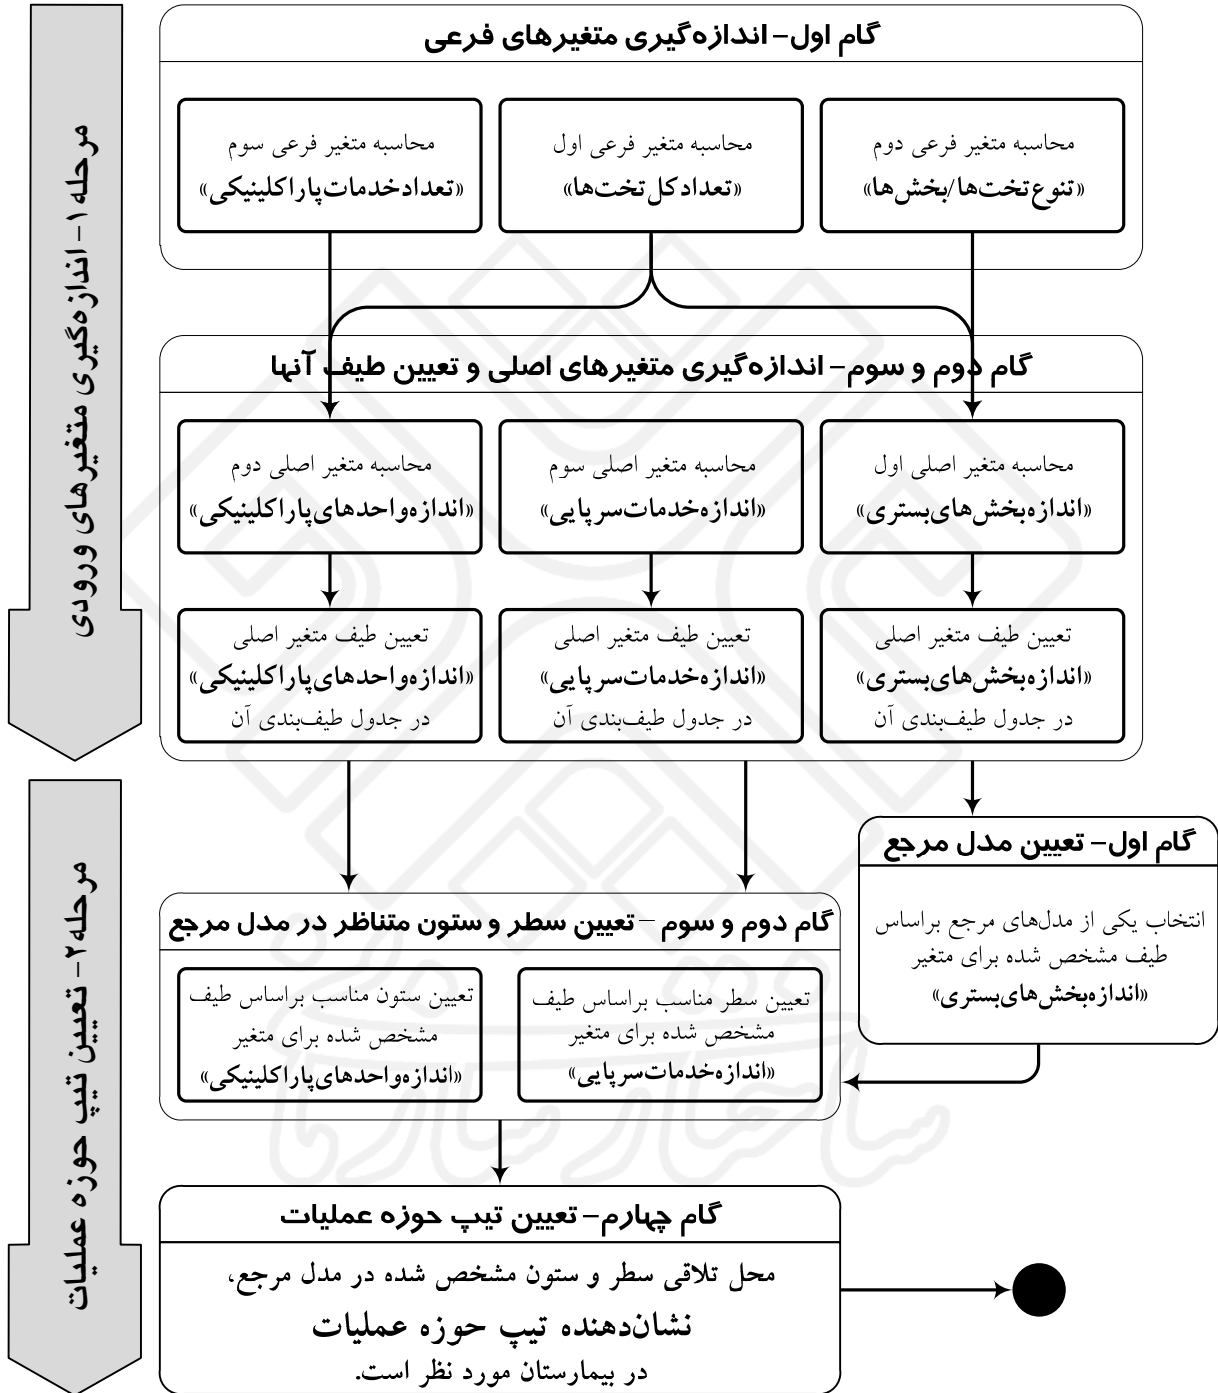 مرحله ۱- اندازه‌گیری متغیرهای ورودی
گام اول– اندازه‌گیری متغیرهای فرعی
محاسبه متغیر فرعی دوم
«تنوع تخت‌ها/بخش‌ها»
محاسبه متغیر فرعی اول
«تعداد کل تخت‌ها»
محاسبه متغیر فرعی سوم
«تعداد خدمات پاراکلینیکی»
گام دوم و سوم– اندازه‌گیری متغیرهای اصلی و تعیین طیف آنها
محاسبه متغیر اصلی اول
«اندازه بخش‌های بستری»
محاسبه متغیر اصلی سوم
«اندازه خدمات سرپایی»
محاسبه متغیر اصلی دوم
«اندازه واحدهای پاراکلینیکی»
تعیین طیف متغیر اصلی
«اندازه بخش‌های بستری»
در جدول طیف‌بندی آن
تعیین طیف متغیر اصلی
«اندازه خدمات سرپایی»
در جدول طیف‌بندی آن
تعیین طیف متغیر اصلی
«اندازه واحدهای پاراکلینیکی»
در جدول طیف‌بندی آن
مرحله ۲- تعیین تیپ حوزه عملیات
گام اول– تعیین مدل مرجع
انتخاب یکی از مدل‌های مرجع براساس
طیف مشخص شده برای متغیر
«اندازه بخش‌های بستری»
گام دوم و سوم – تعیین سطر و ستون متناظر در مدل مرجع
تعیین سطر مناسب براساس طیف
مشخص شده برای متغیر
«اندازه خدمات سرپایی»
تعیین ستون مناسب براساس طیف
مشخص شده برای متغیر
«اندازه واحدهای پاراکلینیکی»
گام چهارم– تعیین تیپ حوزه عملیات
محل تلاقی سطر و ستون مشخص شده در مدل مرجع،
نشان‌دهنده تیپ حوزه عملیات
در بیمارستان مورد نظر است.